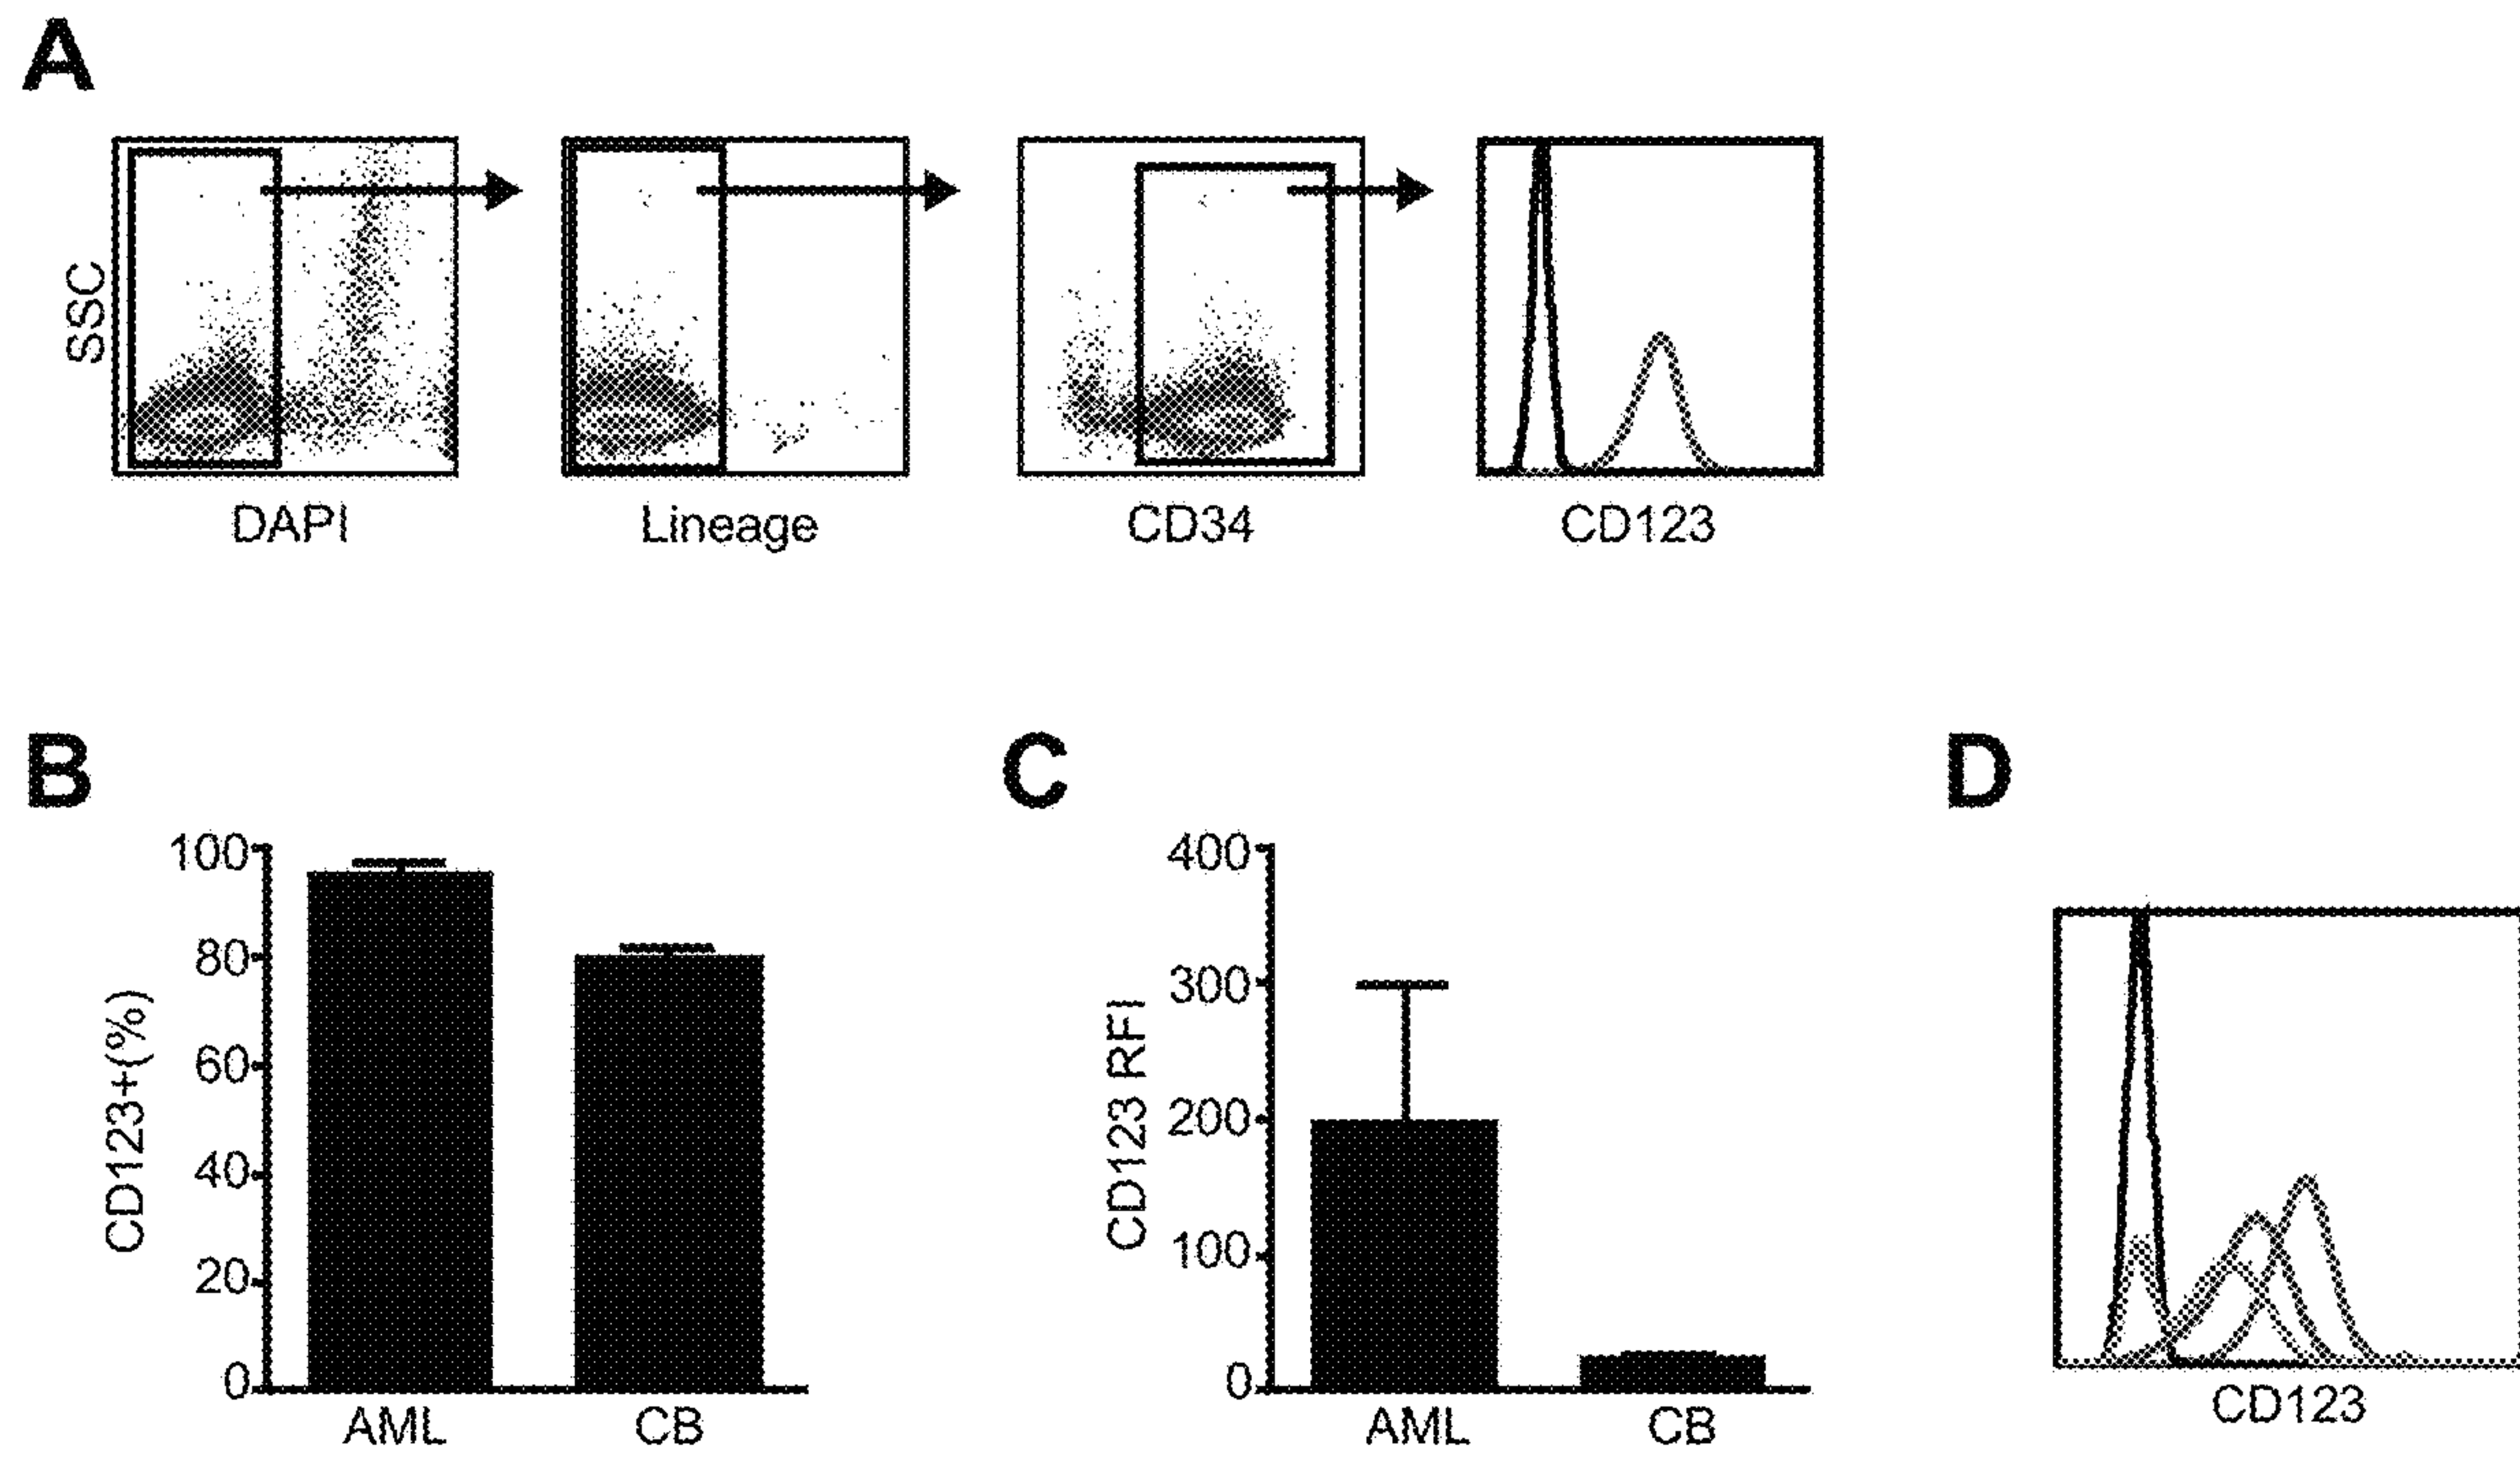 A
SSC
DAPI
Lineage
CD34
CD123
B
CD123+(%)
100
80
60
40
20
0
AML
CB
C
CD123 RFI
400
300
200
100
0
AML
CB
D
CD123